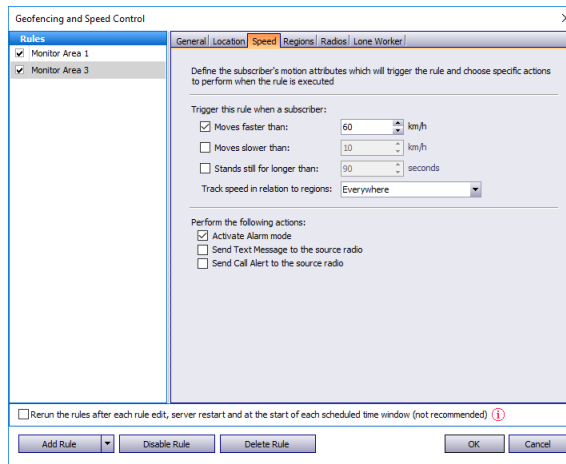 Geofencing and Speed Control
Rules
Monitor Area 1
Monitor Area 3
General Location Speed Regions Radios Lone Worker
Define the subscriber's motion attributes which will trigger the rule and choose specific actions
to perform when the rule is executed
Trigger this rule when a subscriber:
Moves faster than: 60 km/h
Moves slower than: 10 km/h
Stands still for longer than: 90 seconds
Track speed in relation to regions: Everywhere
Perform the following actions:
Activate Alarm mode
Send Text Message to the source radio
Send Call Alert to the source radio
Rerun the rules after each rule edit, server restart and at the start of each scheduled time window (not recommended) i
Add Rule Disable Rule Delete Rule OK Cancel